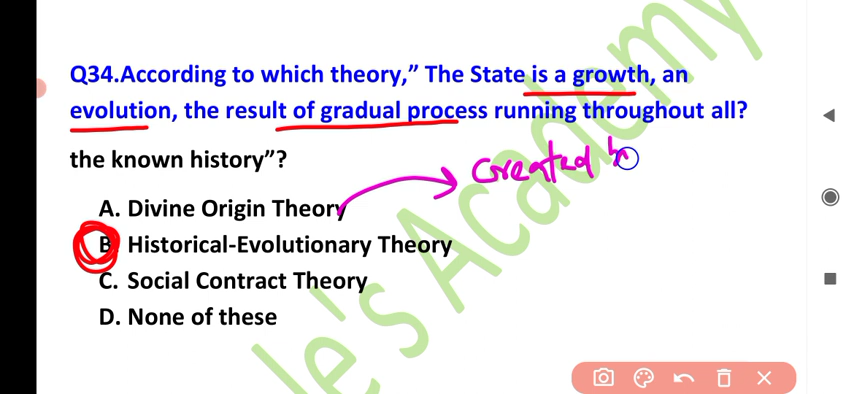 Q34.According to which theory,” The State is a growth, an
evolution, the result of gradual process running throughout all?
the known history”?
created
A. Divine Origin Theory
B. Historical-Evolutionary Theory
C. Social Contract Theory
D. None of these
le's Academy